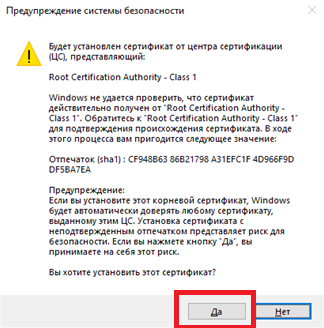 Предупреждение системы безопасности
Будет установлен сертификат от центра сертификации
(ЦС), представляющий:
Root Certification Authority - Class 1
Windows не удается проверить, что сертификат
действительно получен от "Root Certification Authority -
Class 1". Обратитесь к "Root Certification Authority - Class 1"
для подтверждения происхождения сертификата. В ходе
этого процесса вам пригодится следующее значение:
Отпечаток (sha1) : CF948B63 86B21798 A31EFC1F 4D966F9D
DF5BA7EA
Предупреждение:
Если вы установите этот корневой сертификат, Windows
будет автоматически доверять любому сертификату,
выданному этим ЦС. Установка сертификата с
неподтвержденным отпечатком представляет риск для
безопасности. Если вы нажмете кнопку "Да", вы
принимаете на себя этот риск.
Вы хотите установить этот сертификат?
Да
Нет